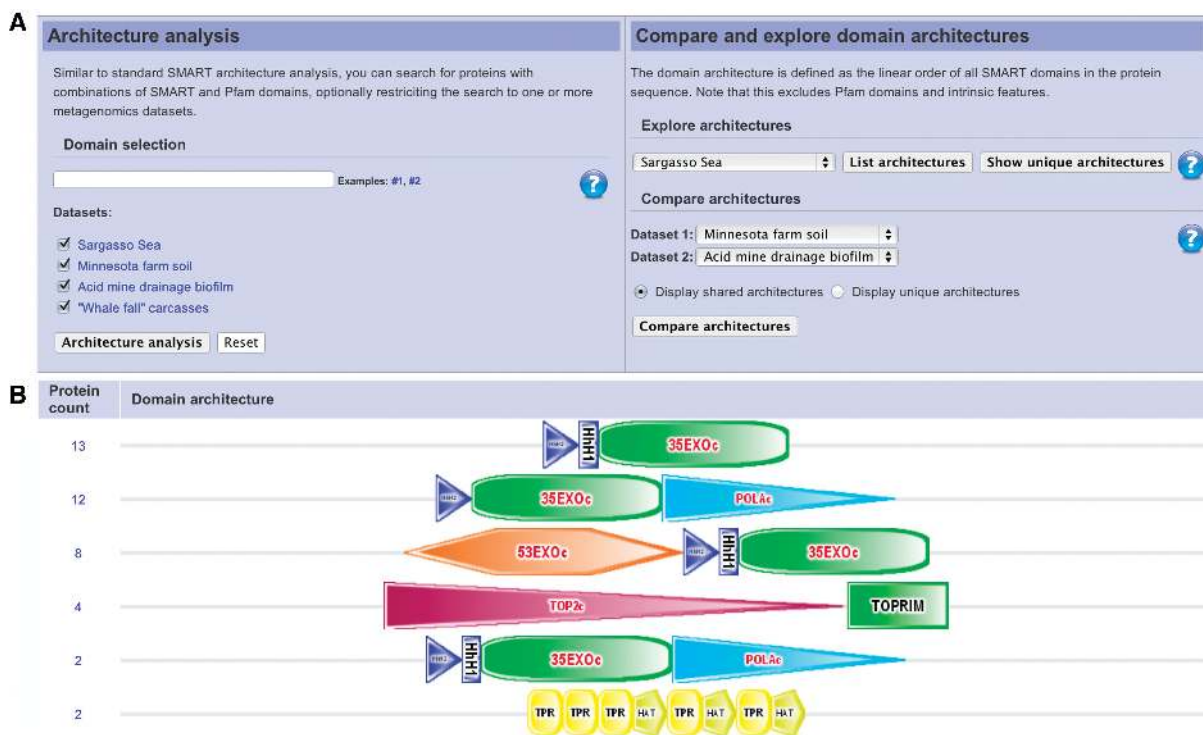 A
Architecture analysis
Similar to standard SMART architecture analysis, you can search for proteins with
combinations of SMART and Pfam domains, optionally restriciting the search to one or more
metagenomics datasets.
Domain selection
Examples: #1, #2
?
Datasets:
Sargasso Sea
Minnesota farm soil
Acid mine drainage biofilm
"Whale fall" carcasses
Architecture analysis Reset
Compare and explore domain architectures
The domain architecture is defined as the linear order of all SMART domains in the protein
sequence. Note that this excludes Pfam domains and intrinsic features.
Explore architectures
Sargasso Sea List architectures Show unique architectures ?
Compare architectures
Dataset 1: Minnesota farm soil ?
Dataset 2: Acid mine drainage biofilm
Display shared architectures Display unique architectures
Compare architectures
B
Protein
count
Domain architecture
13 HhH1 35EXOc
12 35EXOc POLAc
8 53EXOc HhH1 35EXOc
4 TOP2c TOPRIM
2 HhH1 35EXOc POLAc
2 TPR TPR TPR HAT TPR HAT TPR HAT